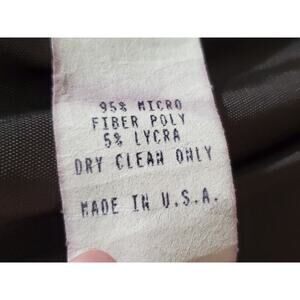 95% MICRO
FIBER POLY
5% LYCRA
DRY CLEAN ONLY
MADE IN U.S.A.